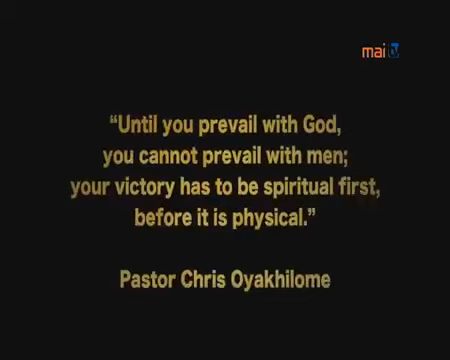 mai tv
“Until you prevail with God,
you cannot prevail with men;
your victory has to be spiritual first,
before it is physical.”
Pastor Chris Oyakhilome